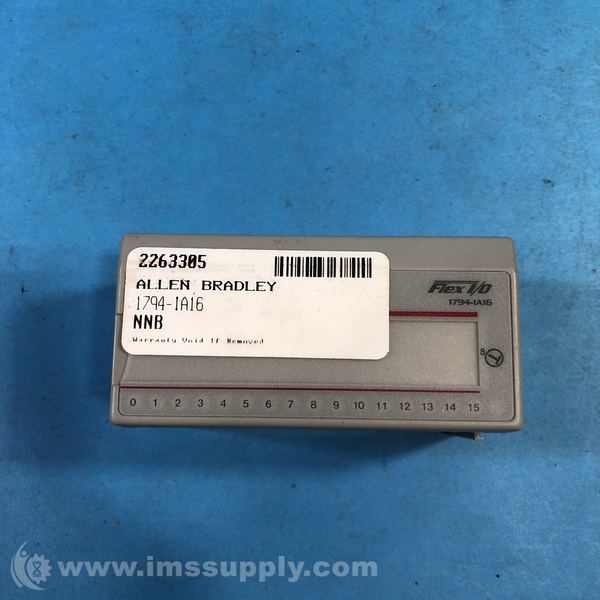 2263305
ALLEN BRADLEY
1794-IA16
NNB
Warranty Void If Removed
Flex I/O
1794-IA16
8
0 1 2 3 4 5 6 7 8 9 10 11 12 13 14 15
www.imssupply.com